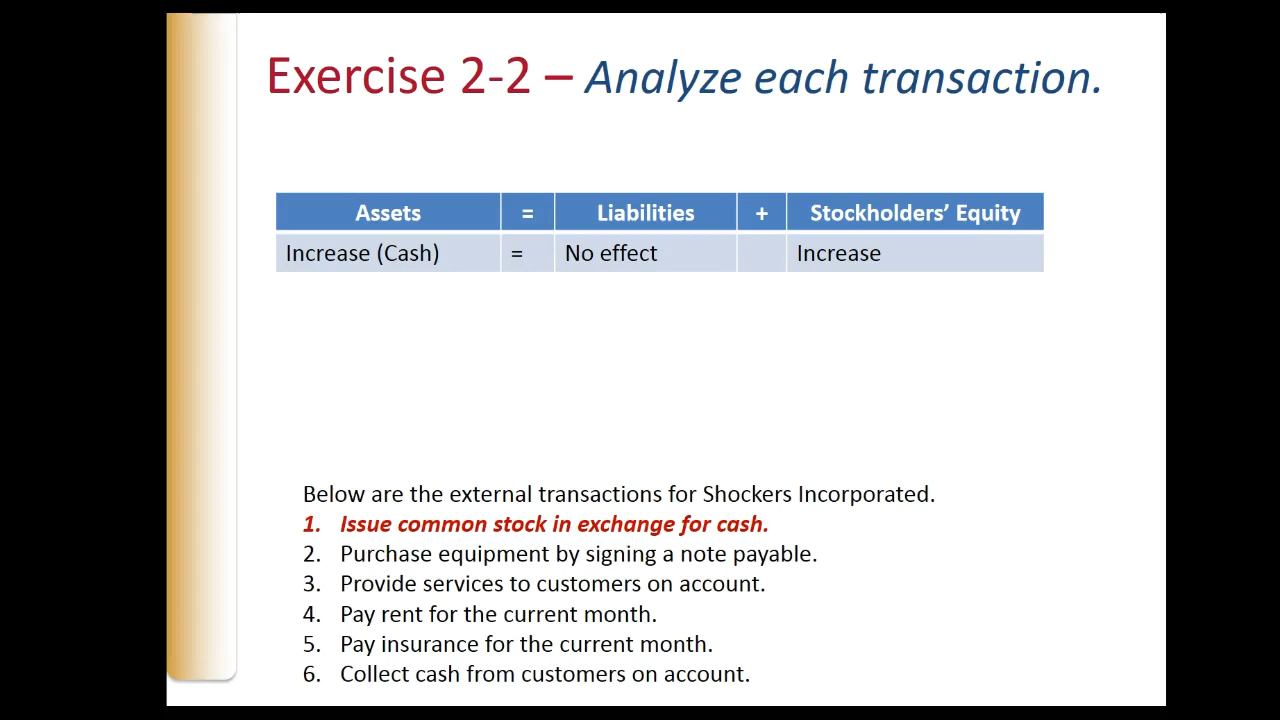 Exercise 2-2 – Analyze each transaction.
Assets = Liabilities + Stockholders’ Equity
Increase (Cash) = No effect Increase
Below are the external transactions for Shockers Incorporated.
1. Issue common stock in exchange for cash.
2. Purchase equipment by signing a note payable.
3. Provide services to customers on account.
4. Pay rent for the current month.
5. Pay insurance for the current month.
6. Collect cash from customers on account.